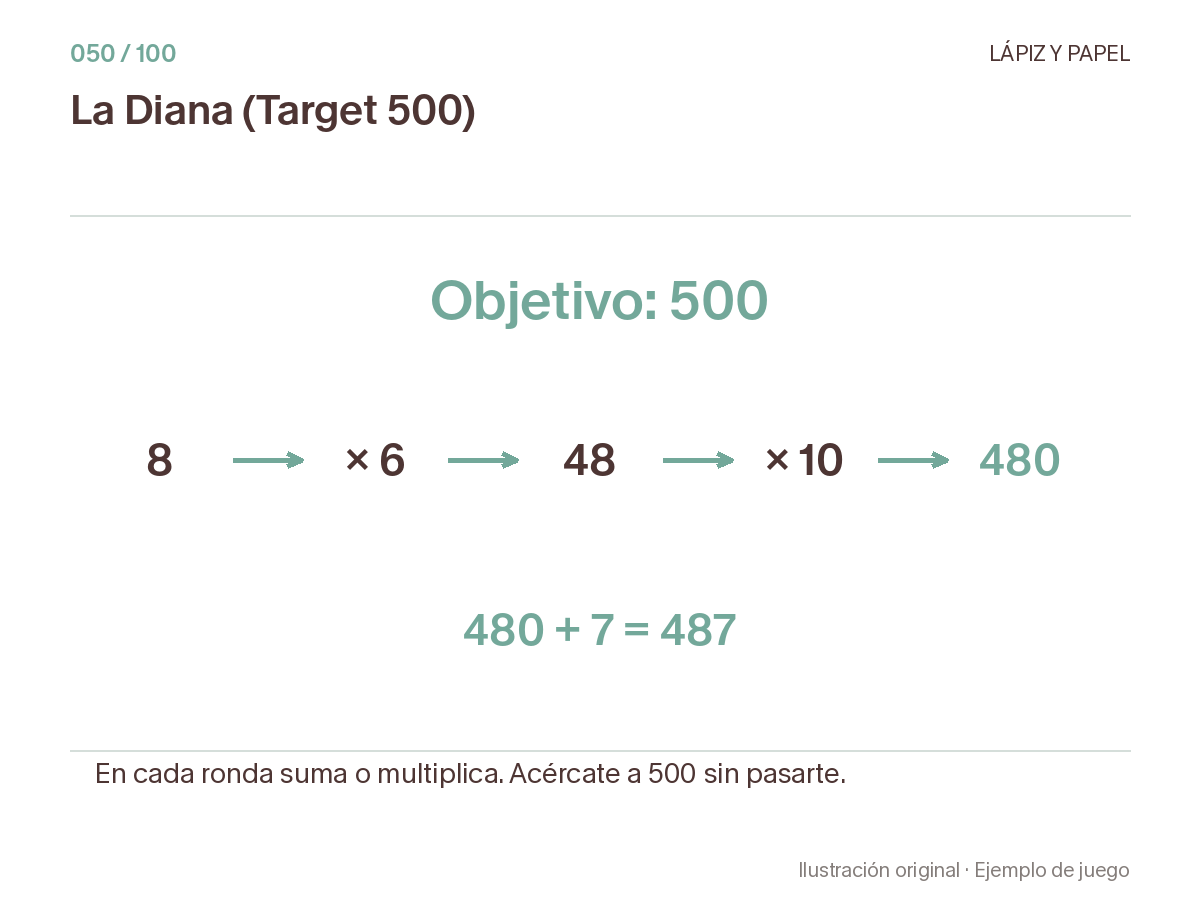 050 / 100
LÁPIZ Y PAPEL
La Diana (Target 500)
Objetivo: 500
8 → × 6 → 48 → × 10 → 480
480 + 7 = 487
En cada ronda suma o multiplica. Acércate a 500 sin pasarte.
Ilustración original · Ejemplo de juego